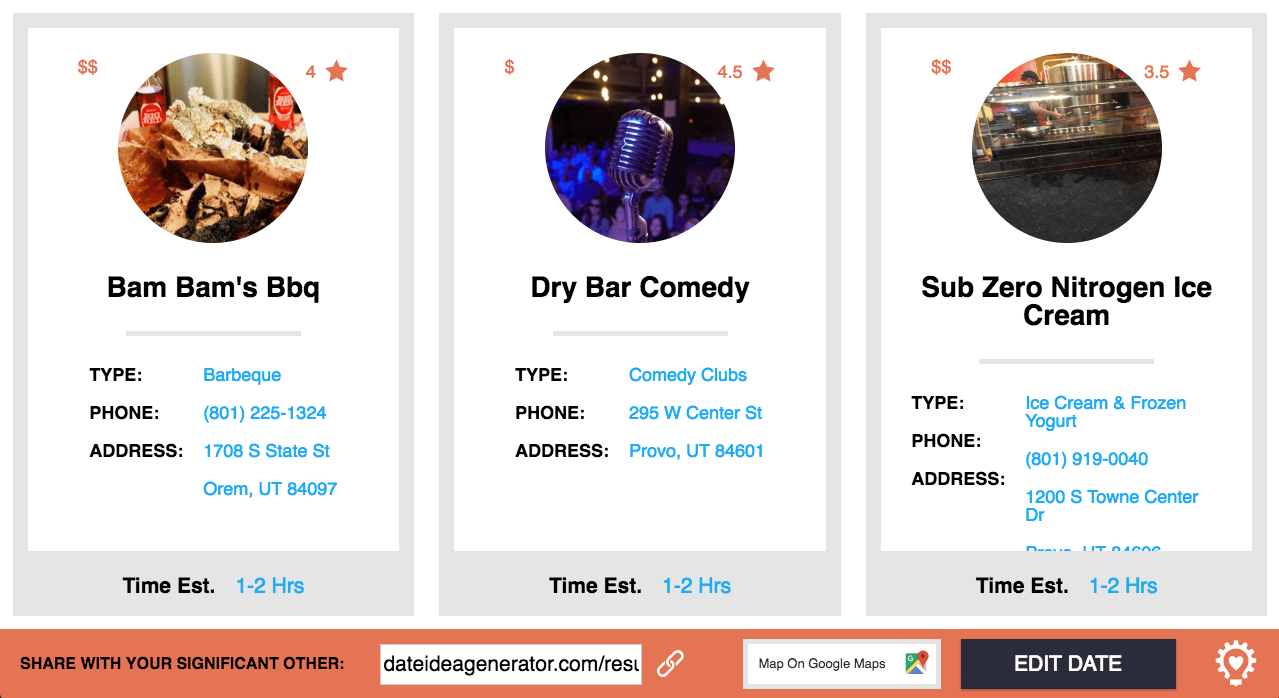 $$
4
Bam Bam's Bbq
TYPE:
Barbeque
PHONE:
(801) 225-1324
ADDRESS:
1708 S State St
Orem, UT 84097
Time Est.
1-2 Hrs
$
4.5
Dry Bar Comedy
TYPE:
Comedy Clubs
PHONE:
295 W Center St
ADDRESS:
Provo, UT 84601
Time Est.
1-2 Hrs
$$
3.5
Sub Zero Nitrogen Ice
Cream
TYPE:
Ice Cream & Frozen
Yogurt
PHONE:
(801) 919-0040
ADDRESS:
1200 S Towne Center
Dr
Provo, UT 84606
Time Est.
1-2 Hrs
SHARE WITH YOUR SIGNIFICANT OTHER:
dateideagenerator.com/resu
Map On Google Maps
EDIT DATE